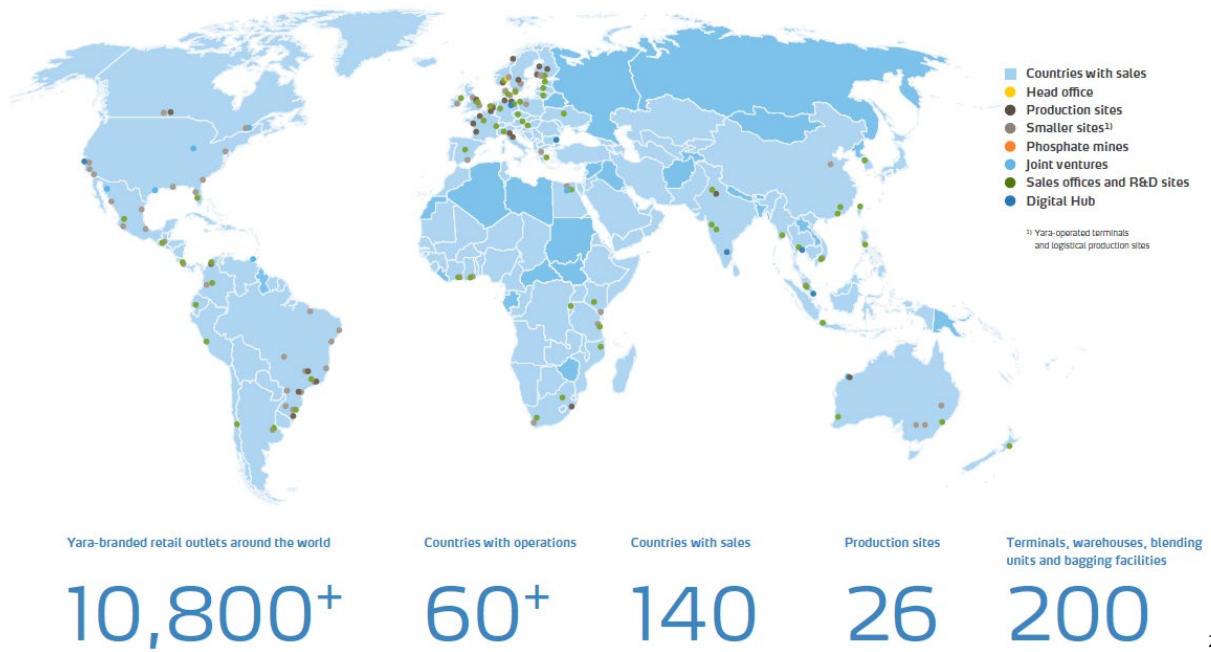 Countries with sales
Head office
Production sites
Smaller sites¹⁾
Phosphate mines
Joint ventures
Sales offices and R&D sites
Digital Hub
¹⁾ Yara-operated terminals
and logistical production sites
Yara-branded retail outlets around the world
10,800⁺
Countries with operations
60⁺
Countries with sales
140
Production sites
26
Terminals, warehouses, blending
units and bagging facilities
200